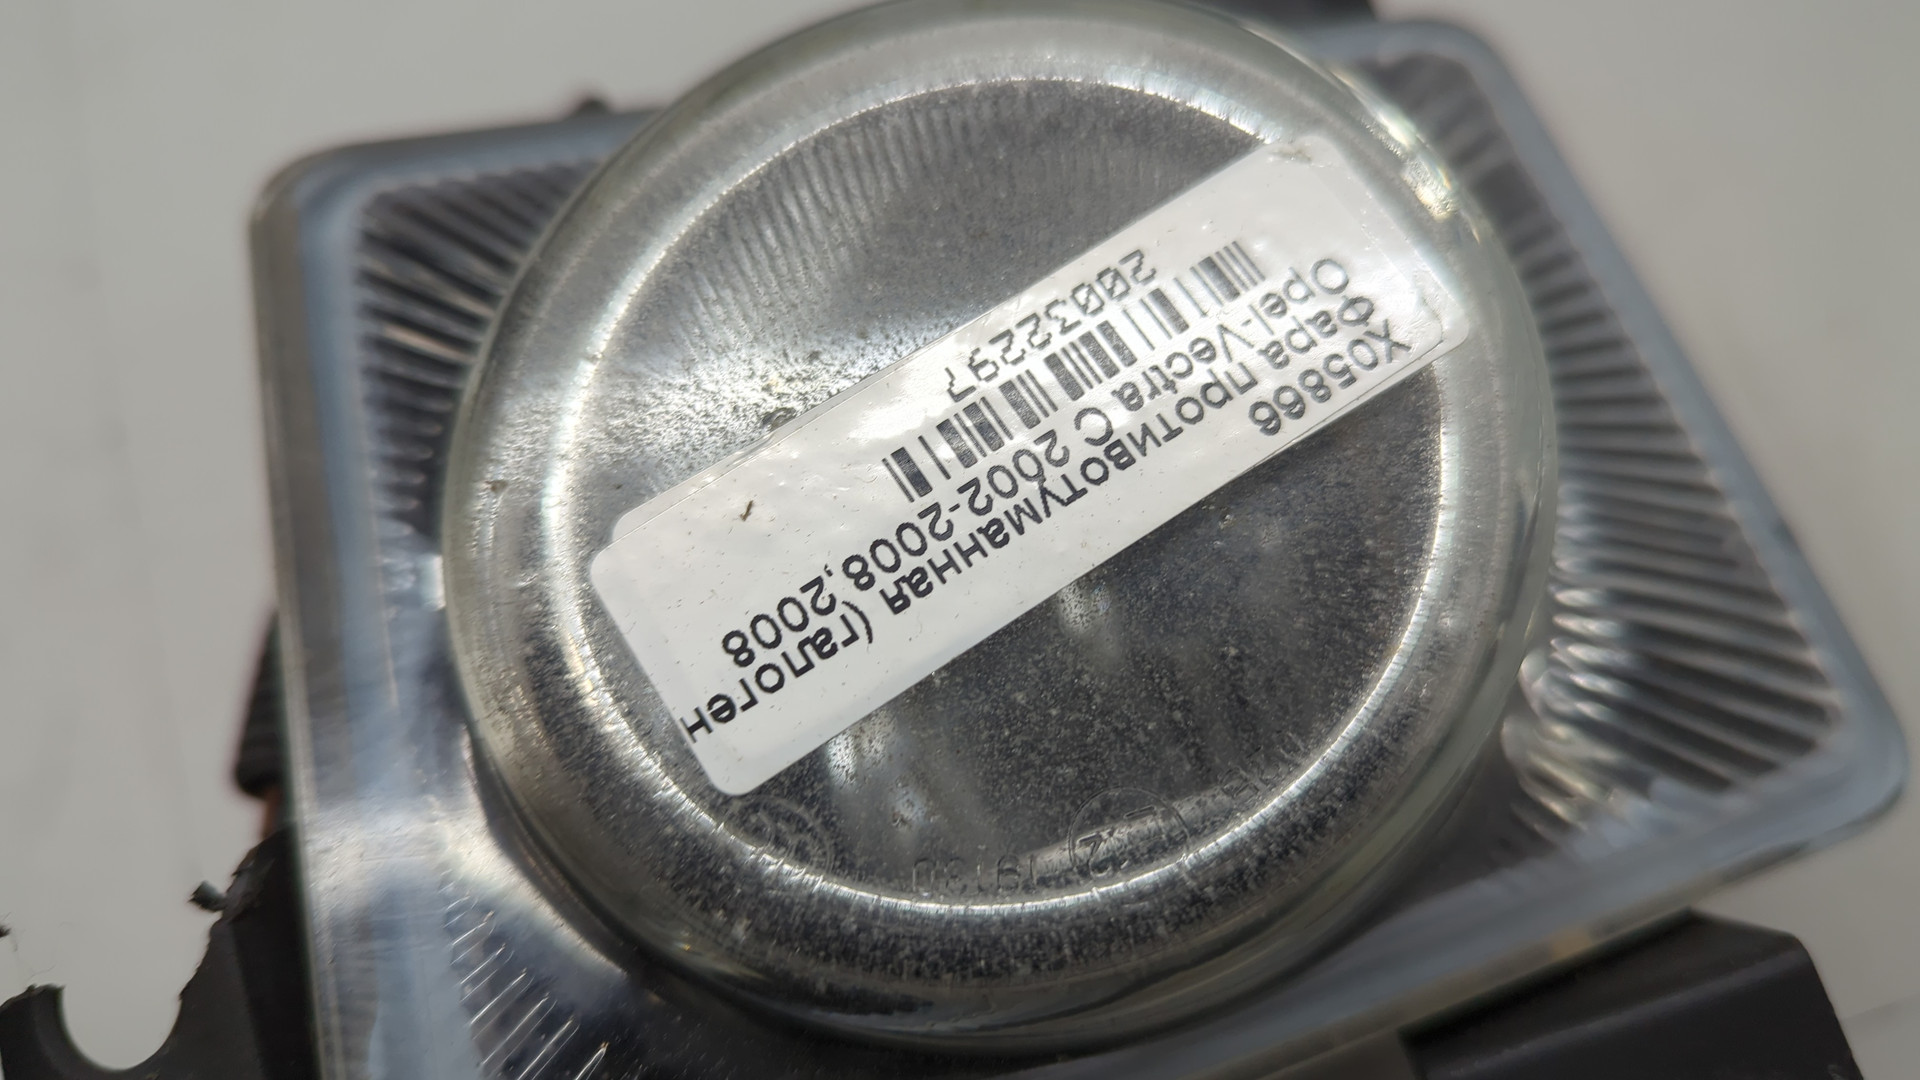 X05866
Фара противотуманная (галоген
Opel-Vectra C 2002-2008,2008
20032297